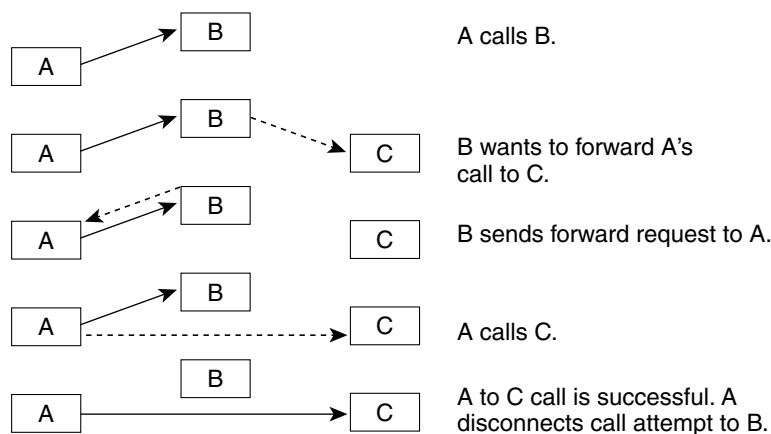 B
A calls B.
A
B
A
C
B wants to forward A's
call to C.
B
A
C
B sends forward request to A.
B
A
C
A calls C.
B
A to C call is successful. A
A
C
disconnects call attempt to B.